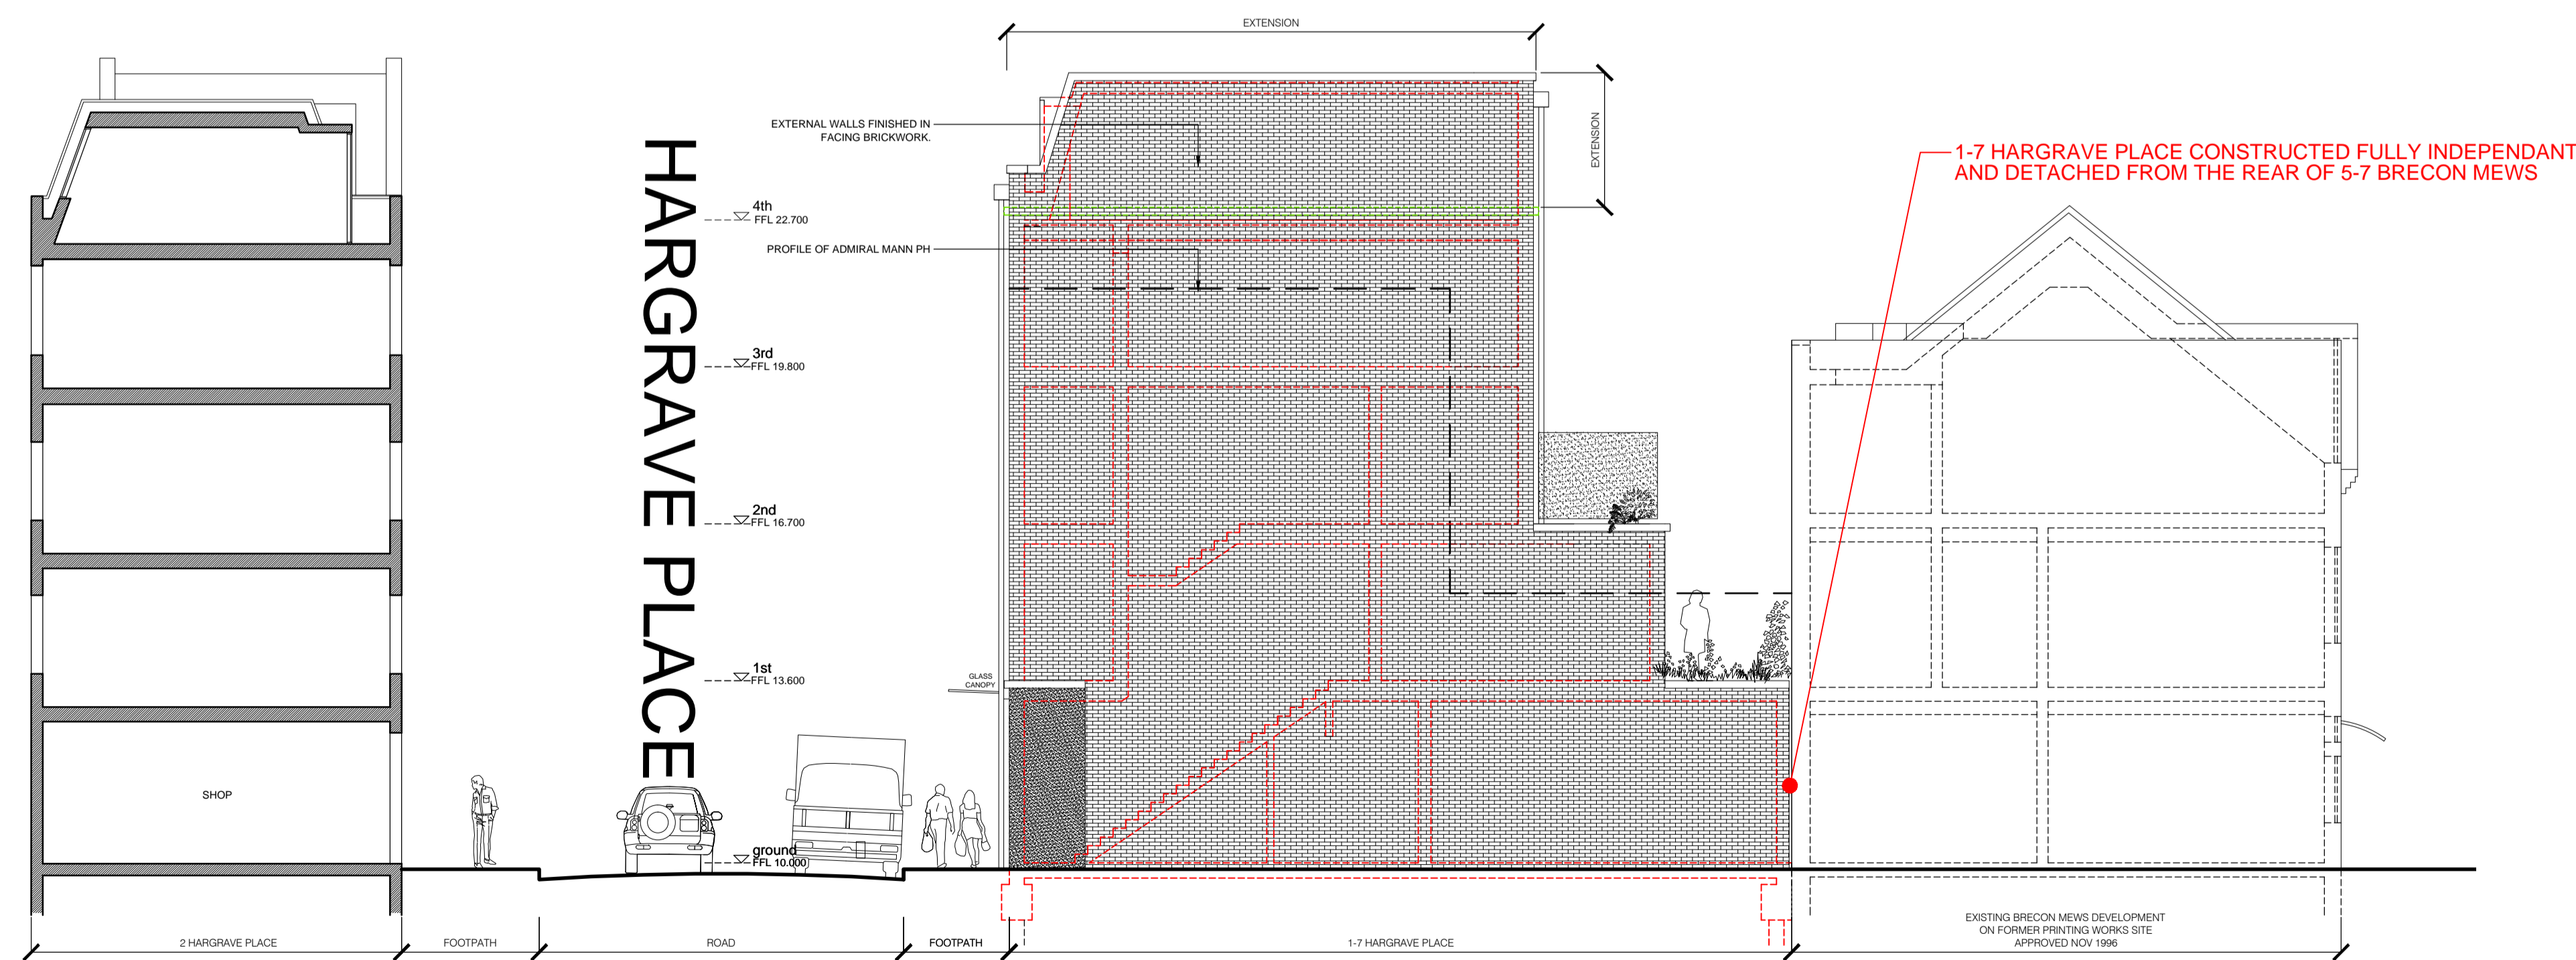 EXTENSION
EXTERNAL WALLS FINISHED IN
FACING BRICKWORK.
EXTENSION
1-7 HARGRAVE PLACE CONSTRUCTED FULLY INDEPENDANT
AND DETACHED FROM THE REAR OF 5-7 BRECON MEWS
HARGRAVE PLACE
4th
FFL 22.700
PROFILE OF ADMIRAL MANN PH
3rd
FFL 19.800
2nd
FFL 16.700
1st
FFL 13.600
GLASS
CANOPY
SHOP
ground
FFL 10.000
2 HARGRAVE PLACE
FOOTPATH
ROAD
FOOTPATH
1-7 HARGRAVE PLACE
EXISTING BRECON MEWS DEVELOPMENT
ON FORMER PRINTING WORKS SITE
APPROVED NOV 1996